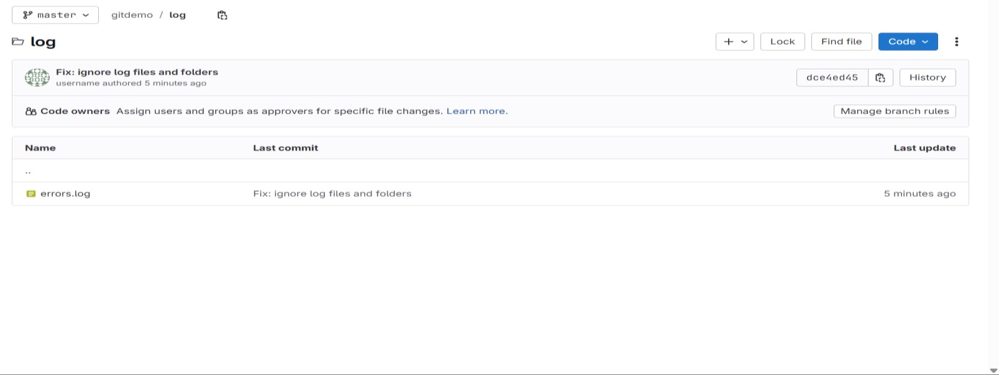 master gitdemo / log
log + Lock Find file Code
Fix: ignore log files and folders
username authored 5 minutes ago
dce4ed45 History
Code owners Assign users and groups as approvers for specific file changes. Learn more. Manage branch rules
Name Last commit Last update
..
errors.log Fix: ignore log files and folders 5 minutes ago